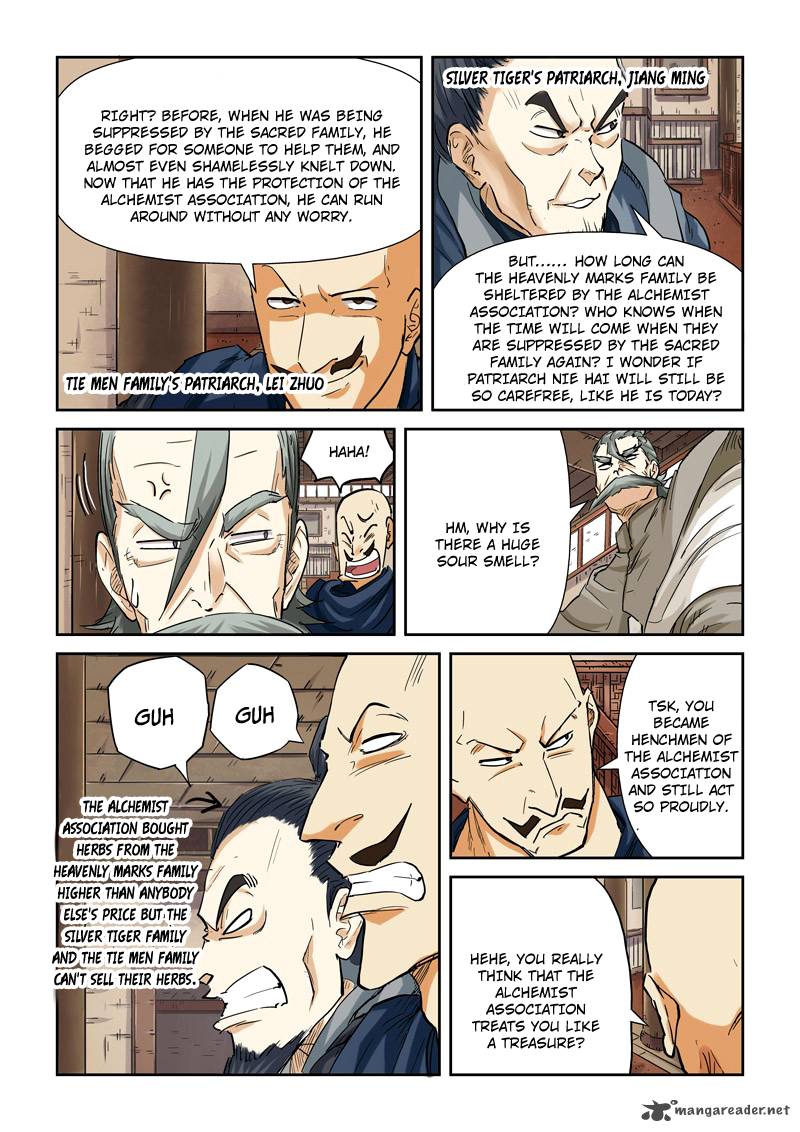 RIGHT? BEFORE, WHEN HE WAS BEING
SUPPRESSED BY THE SACRED FAMILY, HE
BEGGED FOR SOMEONE TO HELP THEM, AND
ALMOST EVEN SHAMELESSLY KNELT DOWN.
NOW THAT HE HAS THE PROTECTION OF THE
ALCHEMIST ASSOCIATION, HE CAN RUN
AROUND WITHOUT ANY WORRY.
TIE MEN FAMILY'S PATRIARCH, LEI ZHUO
SILVER TIGER'S PATRIARCH, JIANG MING
BUT...... HOW LONG CAN
THE HEAVENLY MARKS FAMILY BE
SHELTERED BY THE ALCHEMIST
ASSOCIATION? WHO KNOWS WHEN
THE TIME WILL COME WHEN THEY
ARE SUPPRESSED BY THE SACRED
FAMILY AGAIN? I WONDER IF
PATRIARCH NIE HAI WILL STILL BE
SO CAREFREE, LIKE HE IS TODAY?
HAHA!
HM, WHY IS
THERE A HUGE
SOUR SMELL?
GUH
GUH
THE ALCHEMIST
ASSOCIATION BOUGHT
HERBS FROM THE
HEAVENLY MARKS FAMILY
HIGHER THAN ANYBODY
ELSE'S PRICE BUT THE
SILVER TIGER FAMILY
AND THE TIE MEN FAMILY
CAN'T SELL THEIR HERBS.
TSK, YOU
BECAME
HENCHMEN OF
THE ALCHEMIST
ASSOCIATION
AND STILL ACT
SO PROUDLY.
HEHE, YOU REALLY
THINK THAT THE
ALCHEMIST
ASSOCIATION
TREATS YOU LIKE
A TREASURE?
mangareader.net